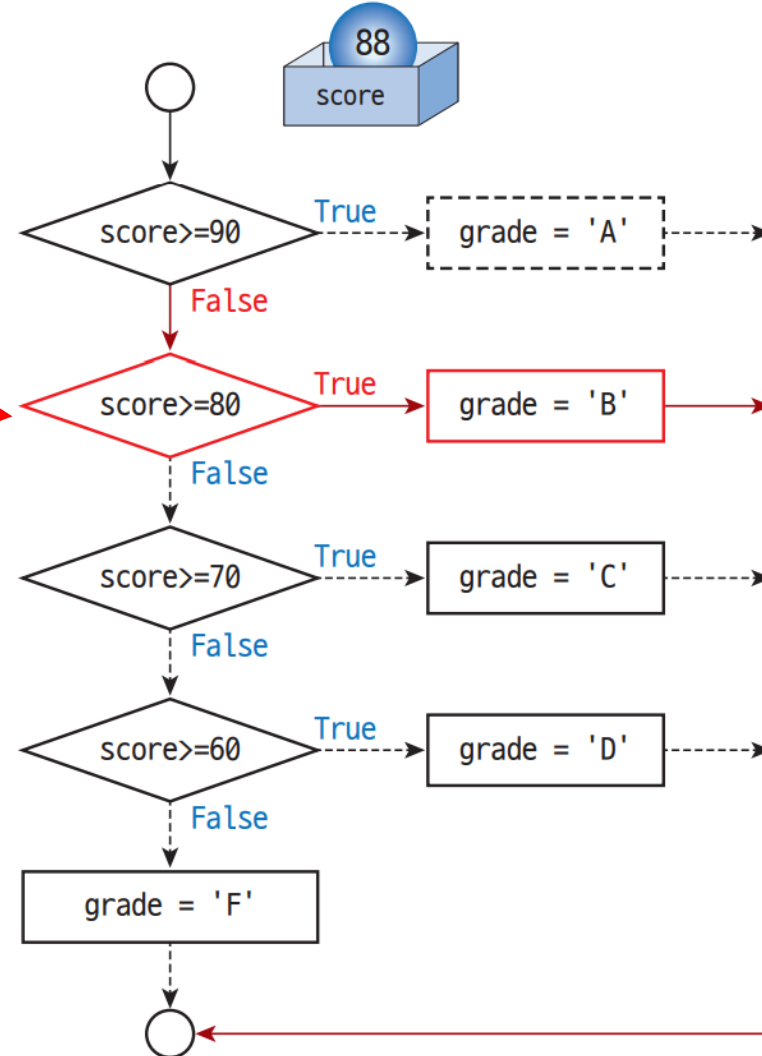 88
score
score>=90
True
grade = 'A'
False
score>=80
True
grade = 'B'
False
score>=70
True
grade = 'C'
False
score>=60
True
grade = 'D'
False
grade = 'F'